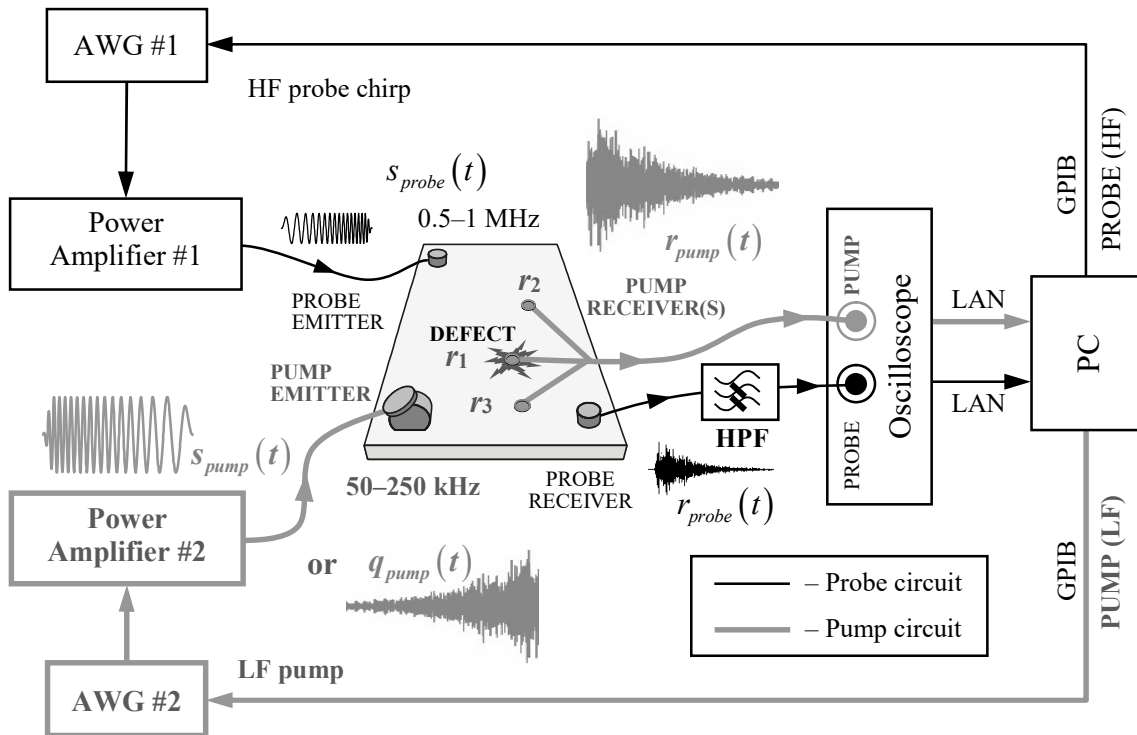 AWG #1
HF probe chirp
GPIB
PROBE (HF)
s_probe(t)
0.5–1 MHz
Power
Amplifier #1
r_pump(t)
PROBE
EMITTER
r2
PUMP
RECEIVER(S)
DEFECT
r1
r3
PUMP
PROBE
Oscilloscope
LAN
LAN
PC
PUMP
EMITTER
HPF
s_pump(t)
50–250 kHz
PROBE
RECEIVER
r_probe(t)
Power
Amplifier #2
or
q_pump(t)
– Probe circuit
– Pump circuit
GPIB
PUMP (LF)
LF pump
AWG #2